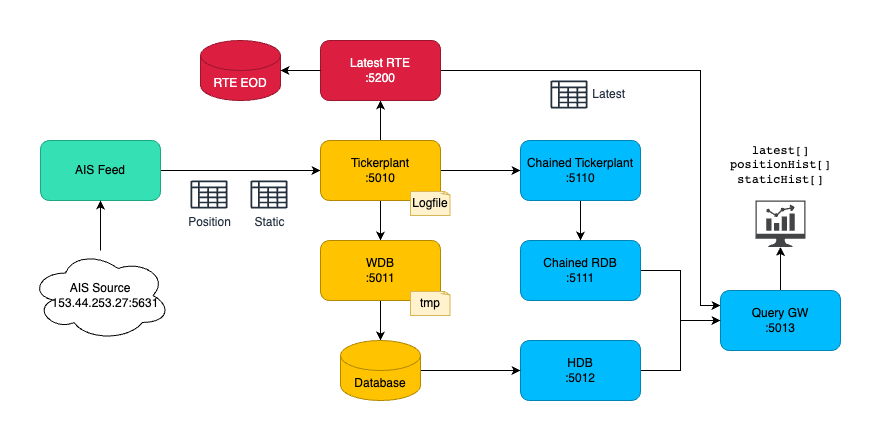 RTE EOD
Latest RTE
:5200
Latest
latest[]
positionHist[]
staticHist[]
AIS Feed
Position
Static
Tickerplant
:5010
Logfile
Chained Tickerplant
:5110
AIS Source
153.44.253.27:5631
WDB
:5011
tmp
Chained RDB
:5111
Query GW
:5013
Database
HDB
:5012